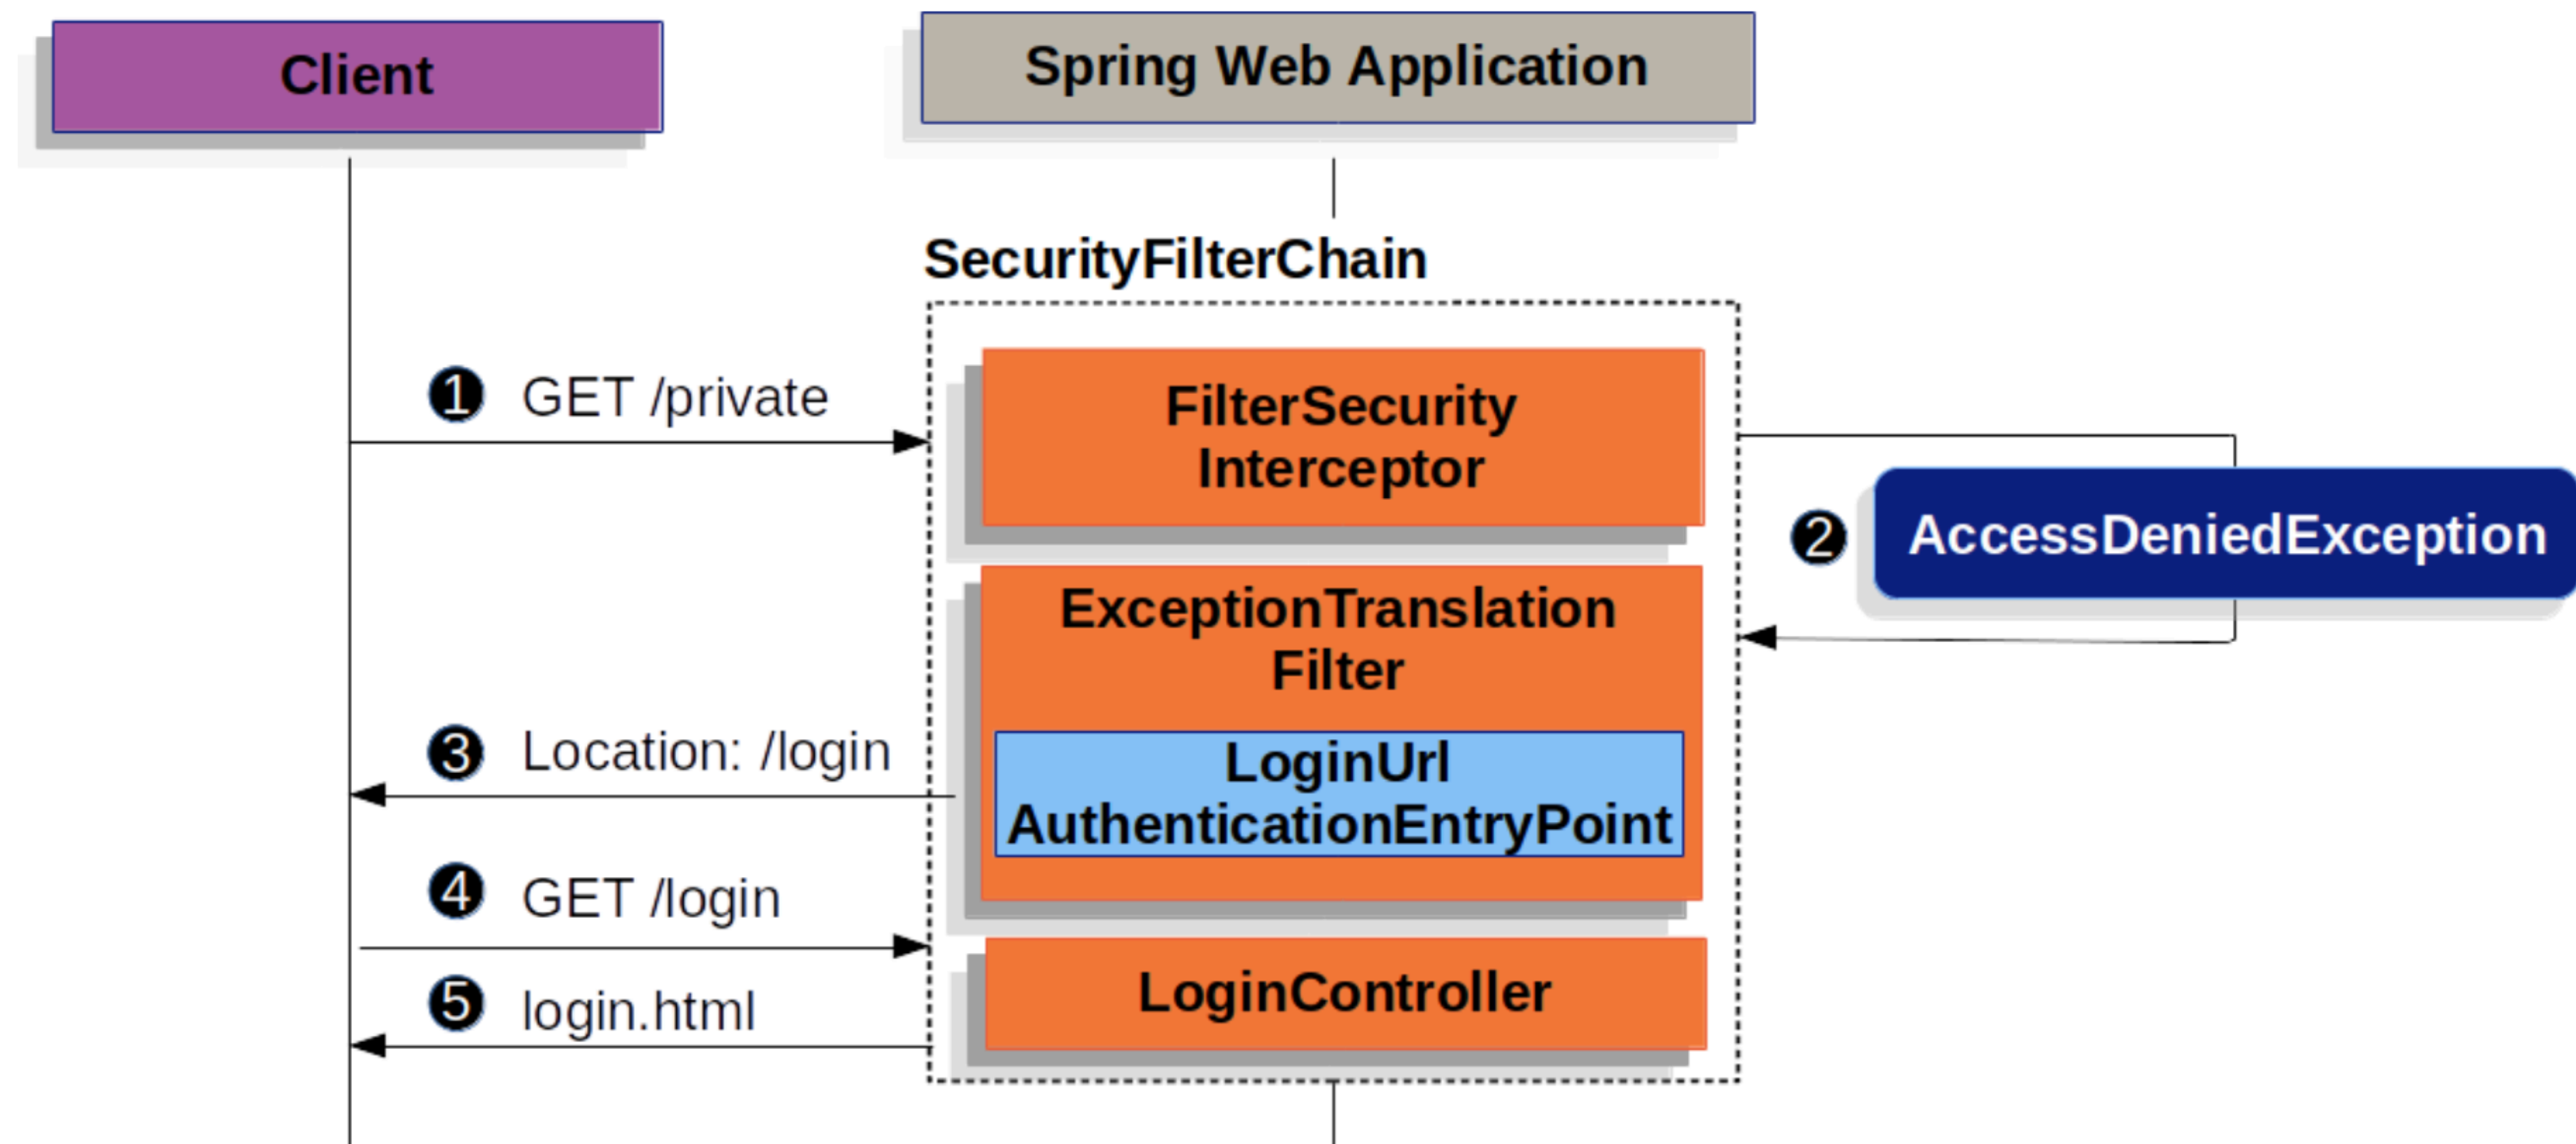 Client
Spring Web Application
SecurityFilterChain
1 GET /private
FilterSecurity
Interceptor
2 AccessDeniedException
ExceptionTranslation
Filter
3 Location: /login
LoginUrl
AuthenticationEntryPoint
4 GET /login
5 login.html
LoginController